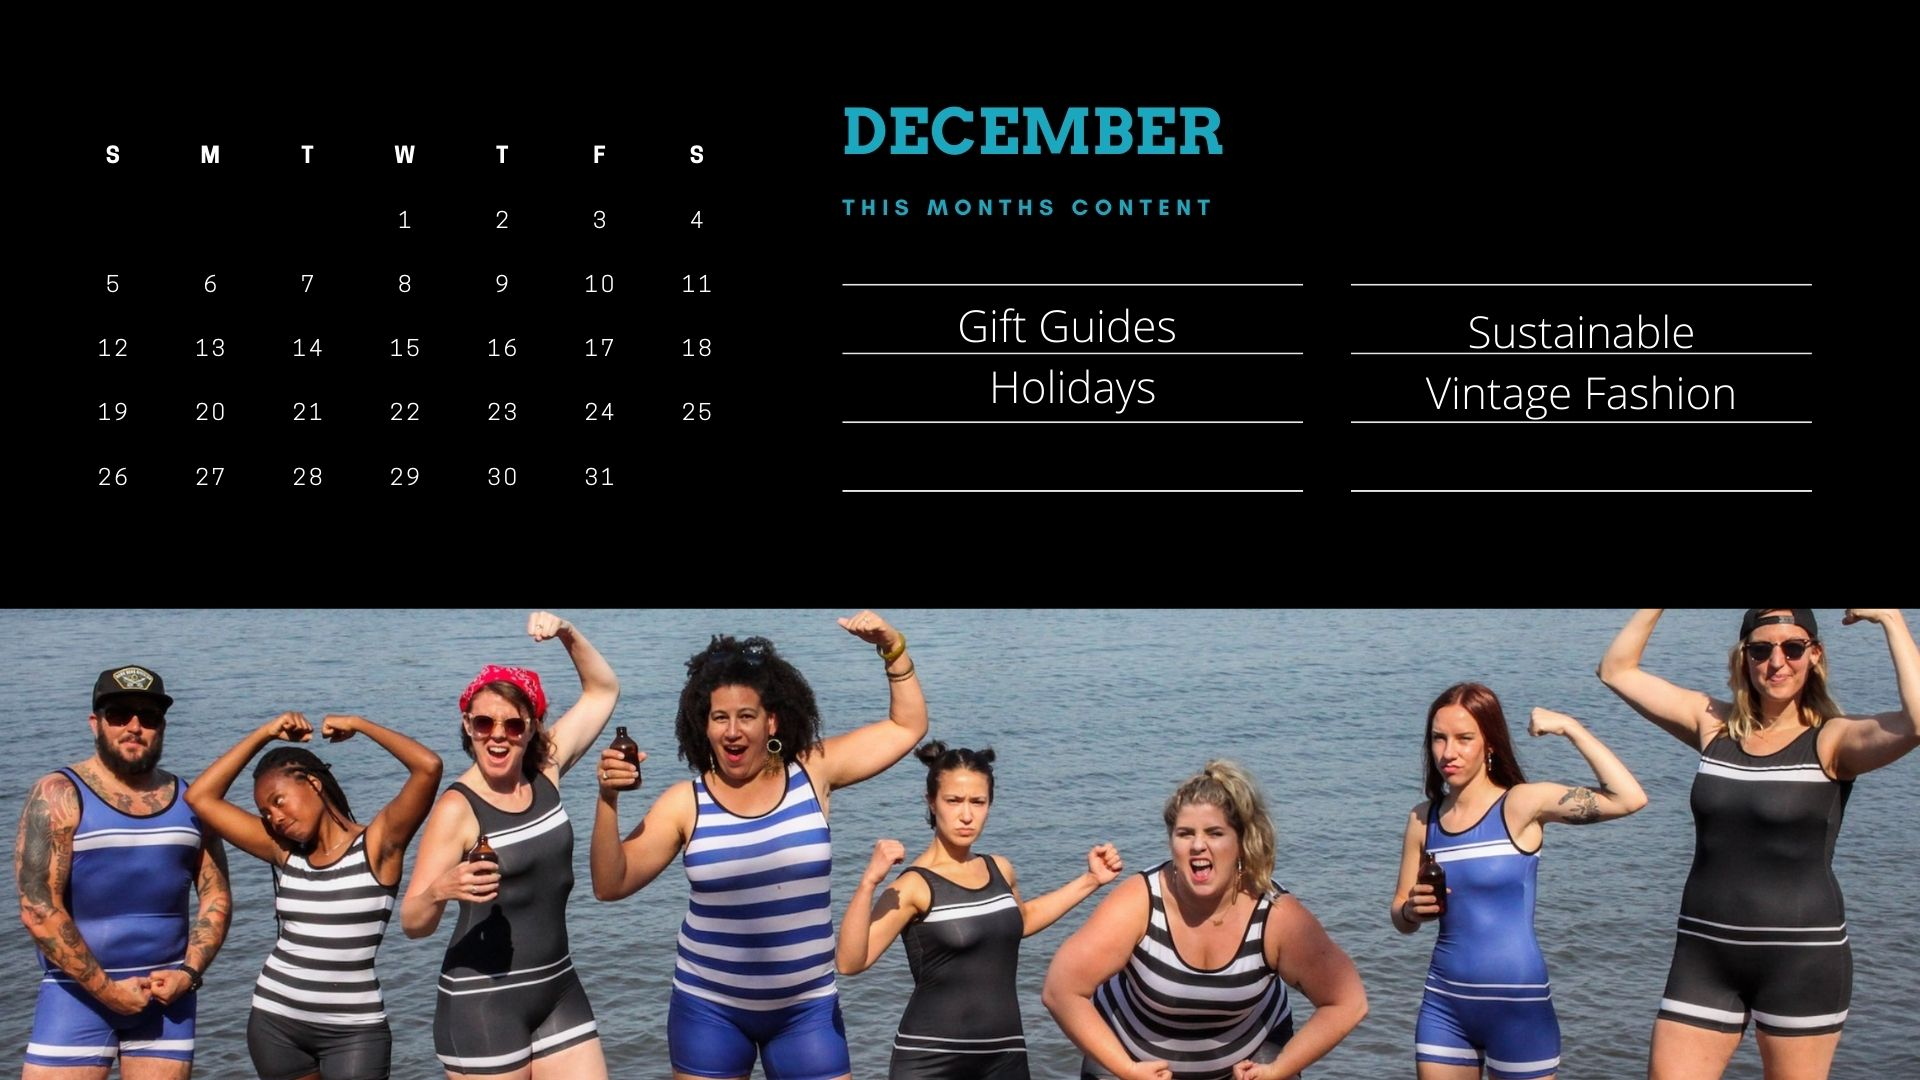 S M T W T F S
1 2 3 4
5 6 7 8 9 10 11
12 13 14 15 16 17 18
19 20 21 22 23 24 25
26 27 28 29 30 31
DECEMBER
THIS MONTHS CONTENT
Gift Guides
Holidays
Sustainable
Vintage Fashion